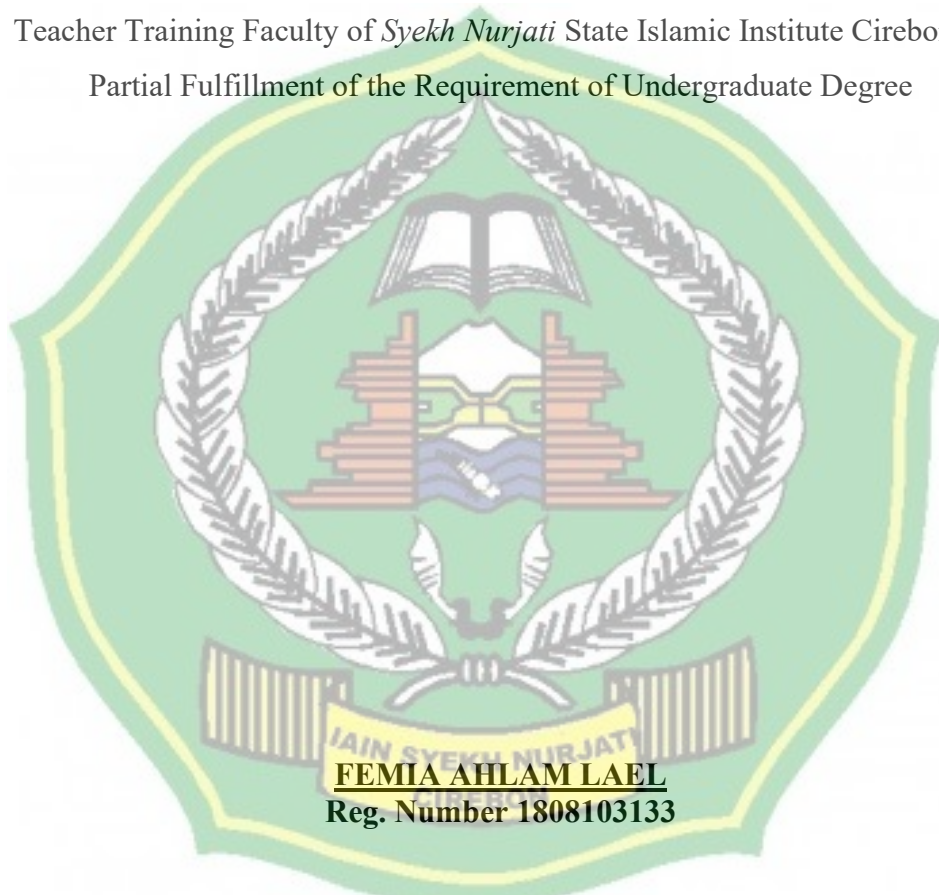 Teacher Training Faculty of Syekh Nurjati State Islamic Institute Cirebo
Partial Fulfillment of the Requirement of Undergraduate Degree
IAIN SYEKH NURJATI
FEMIA AHLAM LAEL
CIREBON
Reg. Number 1808103133